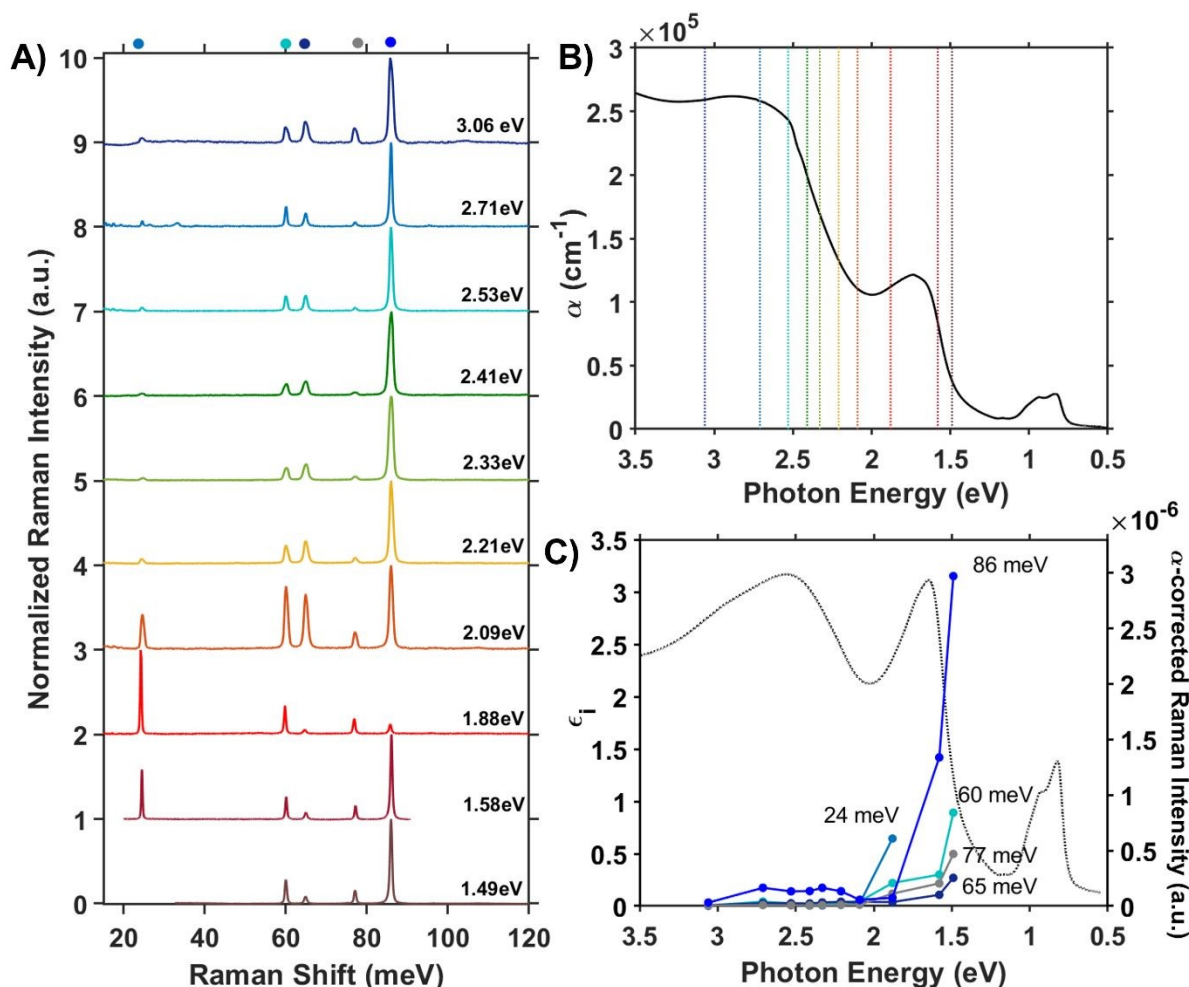 A)
Normalized Raman Intensity (a.u.)
10
9
8
7
6
5
4
3
2
1
0
3.06 eV
2.71eV
2.53eV
2.41eV
2.33eV
2.21eV
2.09eV
1.88eV
1.58eV
1.49eV
20 40 60 80 100 120
Raman Shift (meV)
B)
×10⁵
α (cm⁻¹)
3
2.5
2
1.5
1
0.5
0
3.5 3 2.5 2 1.5 1 0.5
Photon Energy (eV)
C)
×10⁻⁶
ϵᵢ
3.5
3
2.5
2
1.5
1
0.5
0
86 meV
24 meV
60 meV
77 meV
65 meV
3
2.5
2
1.5
1
0.5
0
α-corrected Raman Intensity (a.u.)
3.5 3 2.5 2 1.5 1 0.5
Photon Energy (eV)